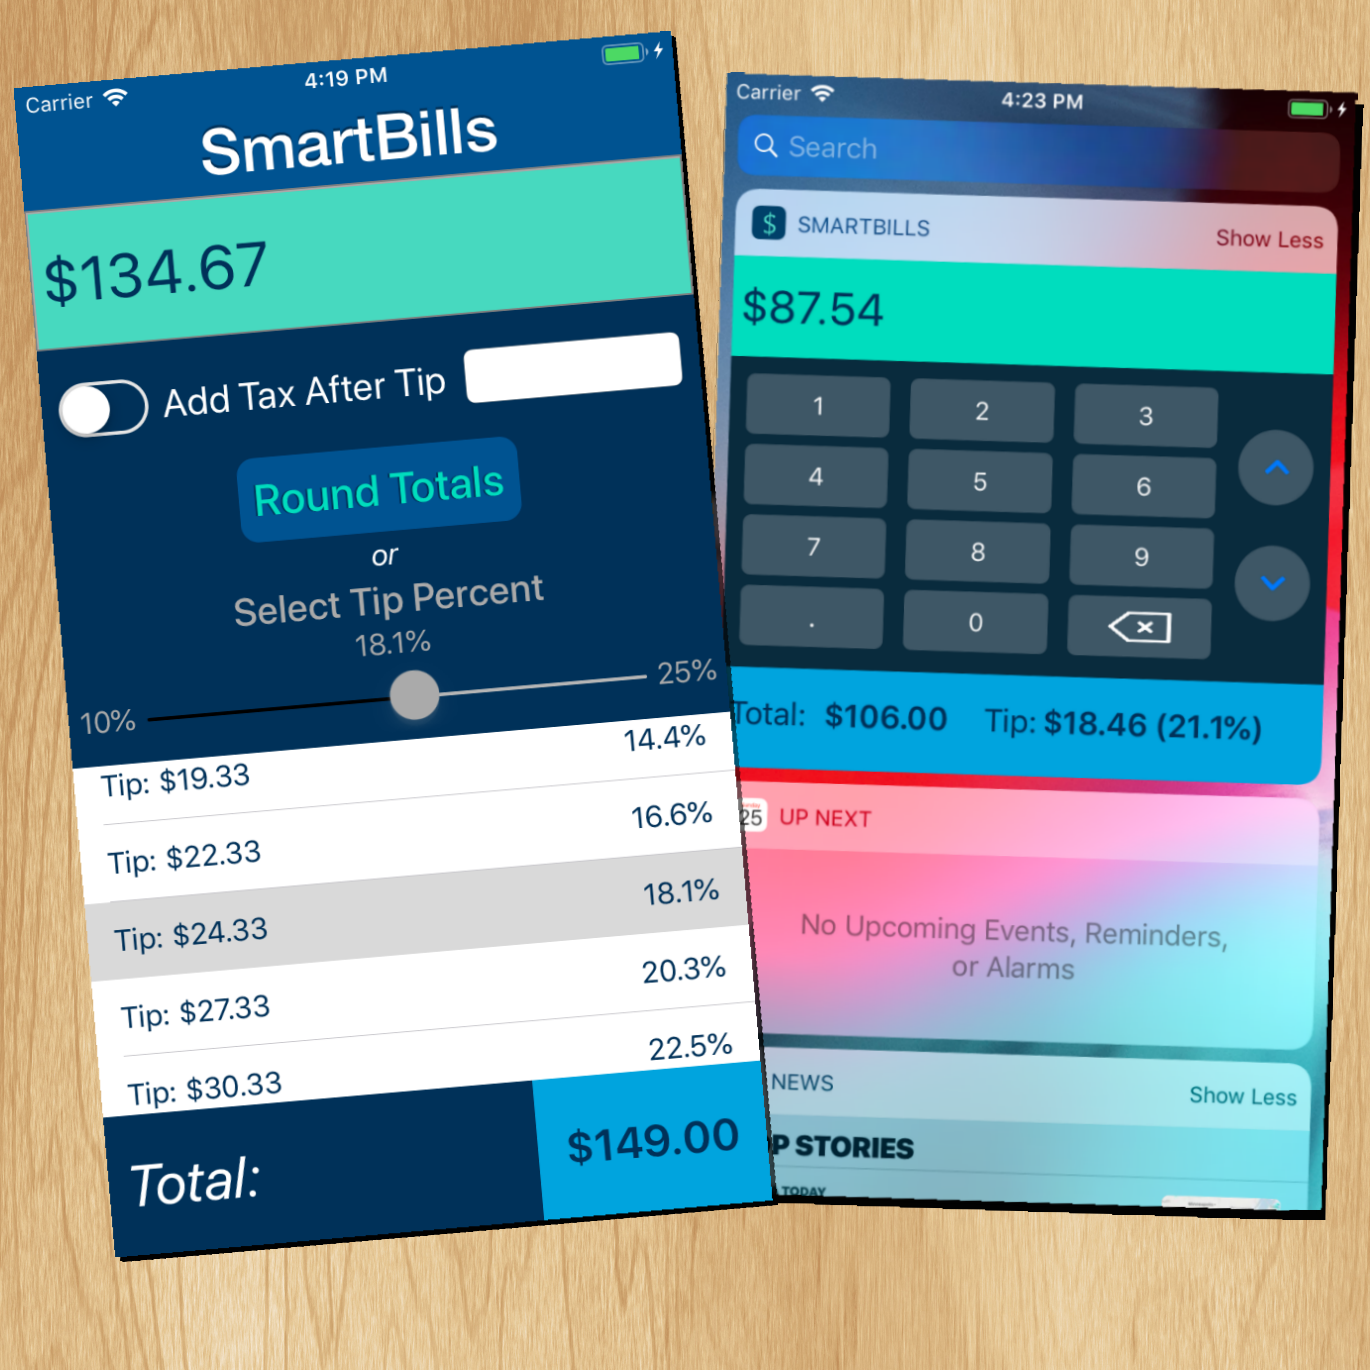 Carrier
4:19 PM
SmartBills
$134.67
Add Tax After Tip
Round Totals
or
Select Tip Percent
18.1%
10%
25%
Tip: $19.33 14.4%
Tip: $22.33 16.6%
Tip: $24.33 18.1%
Tip: $27.33 20.3%
Tip: $30.33 22.5%
Total: $149.00
Carrier
4:23 PM
Search
$ SMARTBILLS Show Less
$87.54
1 2 3
4 5 6
7 8 9
. 0
Total: $106.00 Tip: $18.46 (21.1%)
25 UP NEXT
No Upcoming Events, Reminders,
or Alarms
NEWS Show Less
P STORIES
TODAY